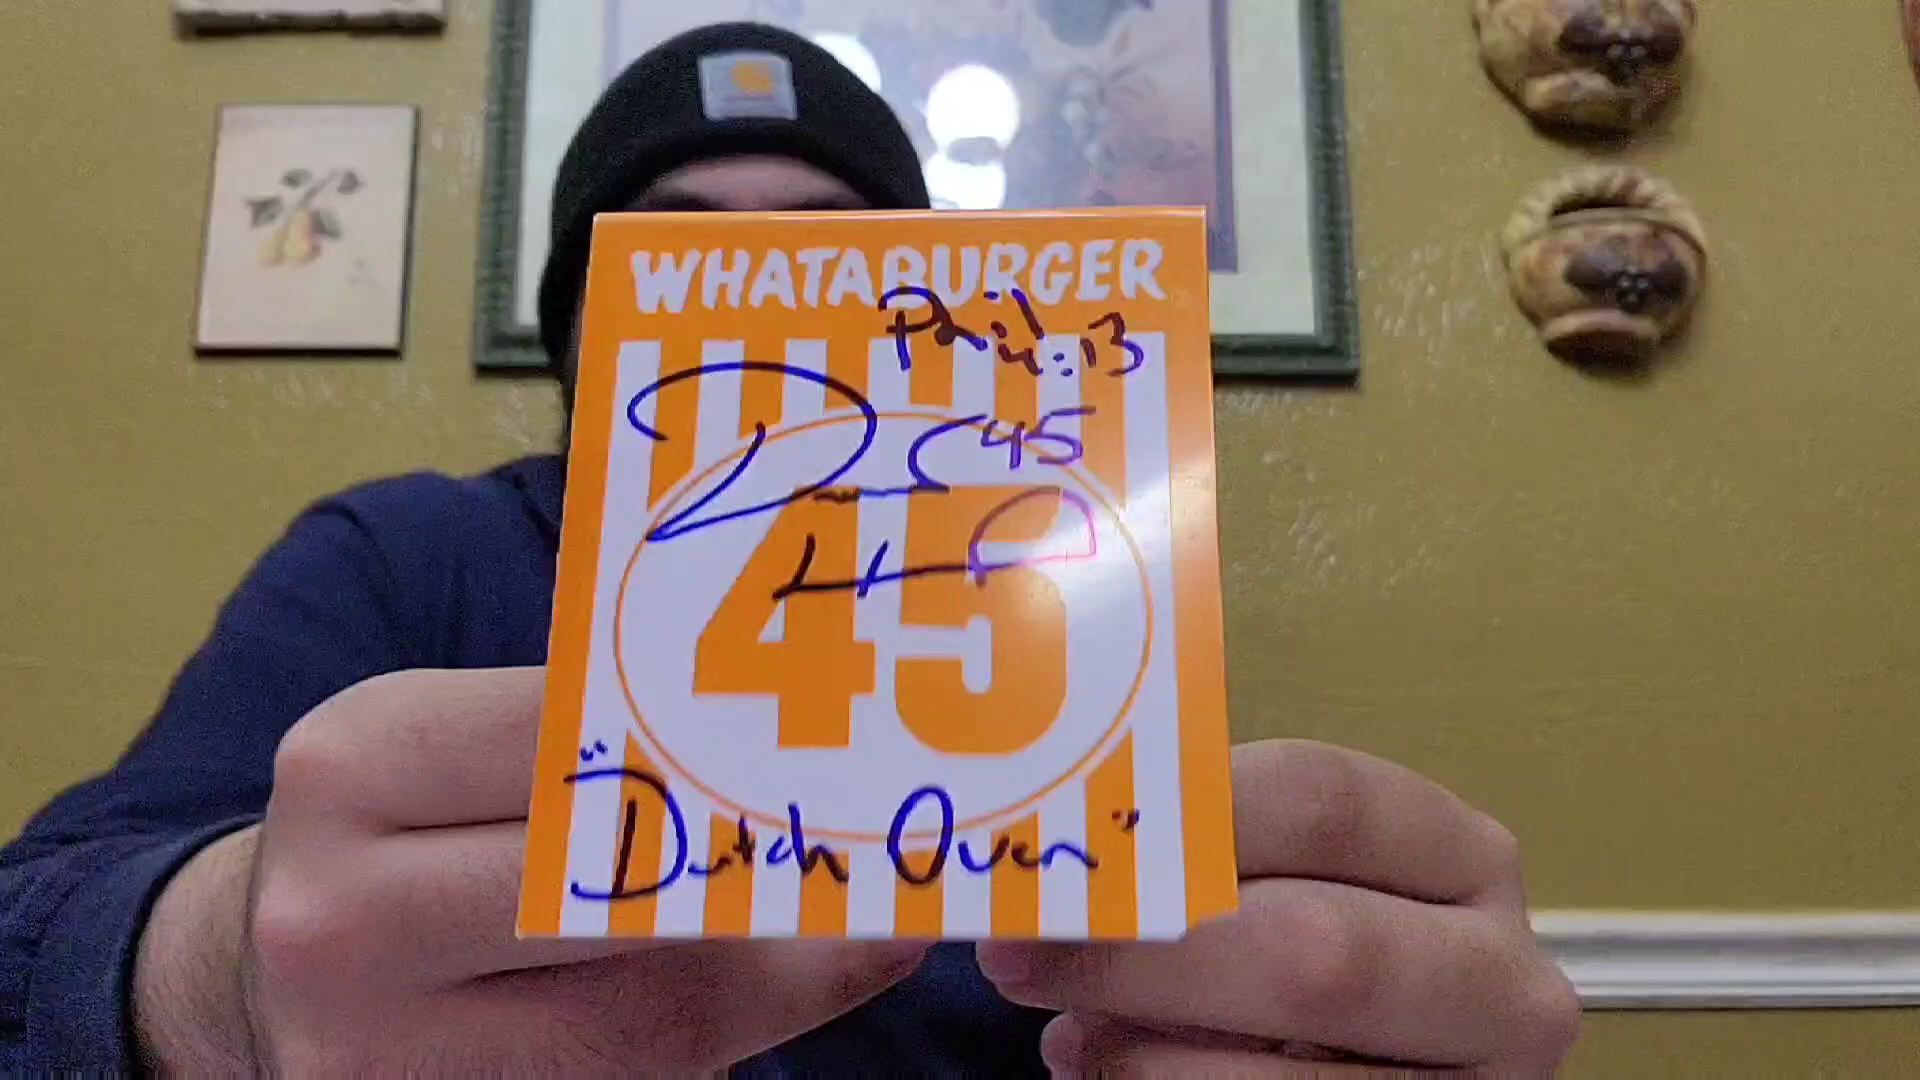 WHATABURGER
Phil
4:13
45
45
"Dutch Oven"